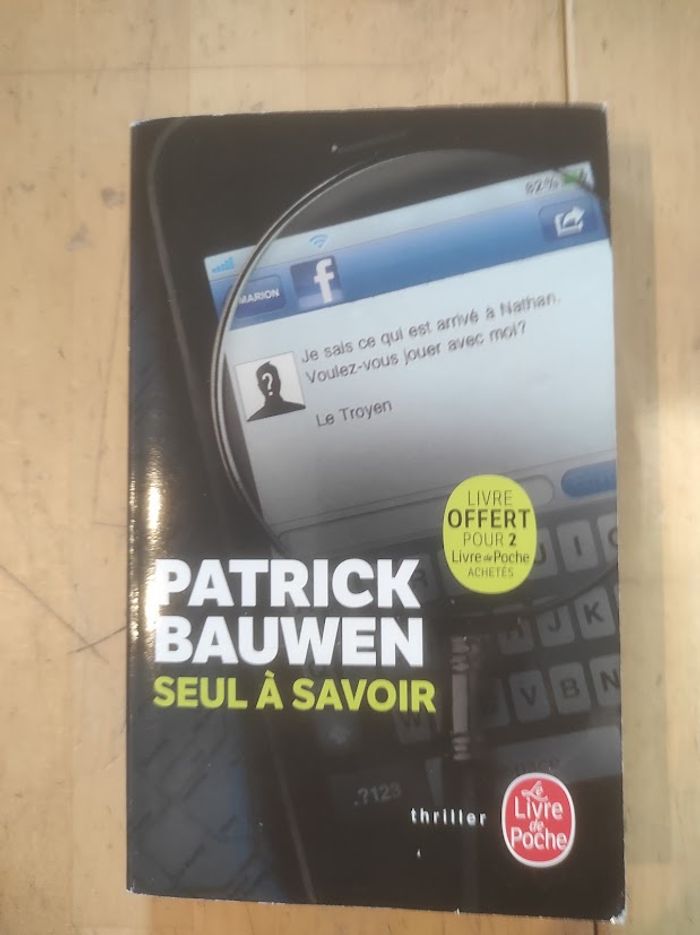 82%
MARION
f
Je sais ce qui est arrivé à Nathan.
Voulez-vous jouer avec moi?
?
Le Troyen
LIVRE
OFFERT
POUR 2
Livre de Poche
ACHETÉS
PATRICK
BAUWEN
SEUL À SAVOIR
J K
V B N
.?123
thriller
Le
Livre
de
Poche